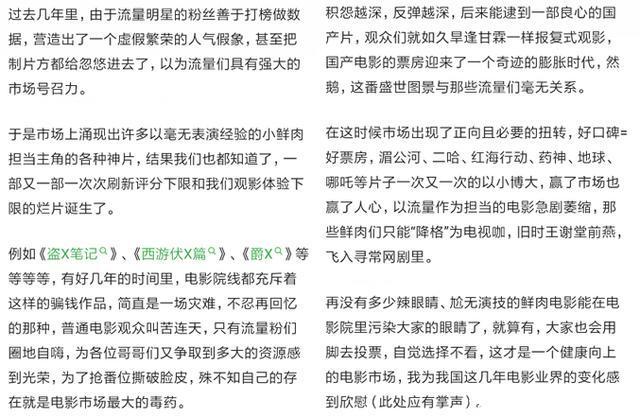 过去几年里，由于流量明星的粉丝善于打榜做数
据，营造出了一个虚假繁荣的人气假象，甚至把
制片方都给忽悠进去了，以为流量们具有强大的
市场号召力。
于是市场上涌现出许多以毫无表演经验的小鲜肉
担当主角的各种神片，结果我们也都知道了，一
部又一部一次次刷新评分下限和我们观影体验下
限的烂片诞生了。
例如《盗X笔记》、《西游伏X篇》、《爵X》等
等等等等，有好几年的时间里，电影院线都充斥着
这样的骗钱作品，简直是一场灾难，不忍再回忆
的那种，普通电影观众叫苦连天，只有流量粉们
圈地自嗨，为各位哥哥们又争取到多大的资源感
到光荣，为了抢番位撕破脸皮，殊不知自己的存
在就是电影市场最大的毒药。
积怨越深，反弹越深，后来能逮到一部良心的国
产片，观众们就如久旱逢甘霖一样报复式观影，
国产电影的票房迎来了一个奇迹的膨胀时代，然
鹅，这番盛世图景与那些流量们毫无关系。
在这时候市场出现了正向且必要的扭转，好口碑=
好票房，湄公河、二哈、红海行动、药神、地球、
哪吒等片子一次又一次的以小博大，赢了市场也
赢了人心，以流量作为担当的电影急剧萎缩，那
些鲜肉们只能“降格”为电视咖，旧时王谢堂前燕，
飞入寻常网剧里。
再没有多少辣眼睛、尬无演技的鲜肉电影能在电
影院里污染大家的眼睛了，就算有，大家也会用
脚去投票，自觉选择不看，这才是一个健康向上
的电影市场，我为我国这几年电影业界的变化感
到欣慰（此处应有掌声）。